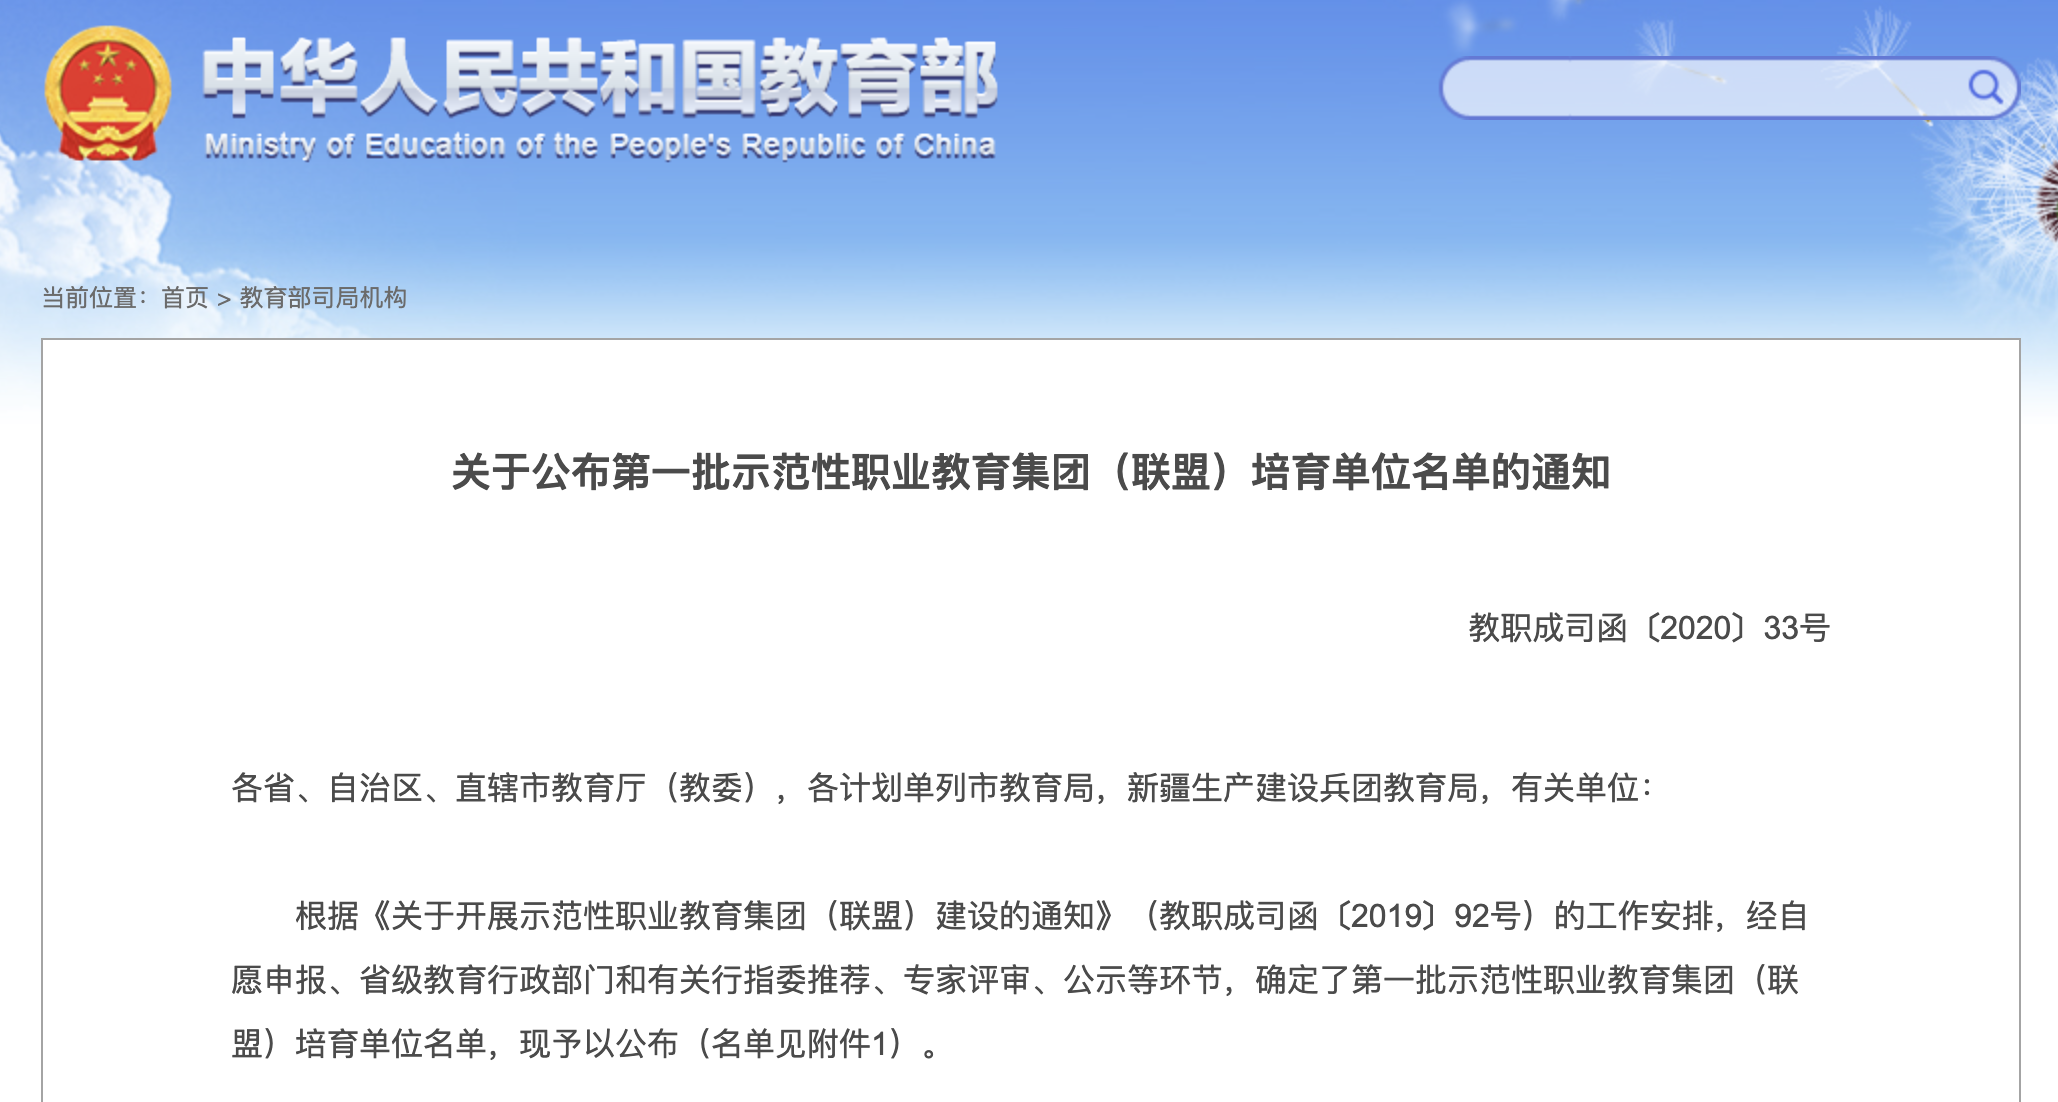 中华人民共和国教育部
Ministry of Education of the People's Republic of China
当前位置：首页 > 教育部司局机构
关于公布第一批示范性职业教育集团（联盟）培育单位名单的通知
教职成司函〔2020〕33号
各省、自治区、直辖市教育厅（教委），各计划单列市教育局，新疆生产建设兵团教育局，有关单位：
根据《关于开展示范性职业教育集团（联盟）建设的通知》（教职成司函〔2019〕92号）的工作安排，经自
愿申报、省级教育行政部门和有关行指委推荐、专家评审、公示等环节，确定了第一批示范性职业教育集团（联
盟）培育单位名单，现予以公布（名单见附件1）。